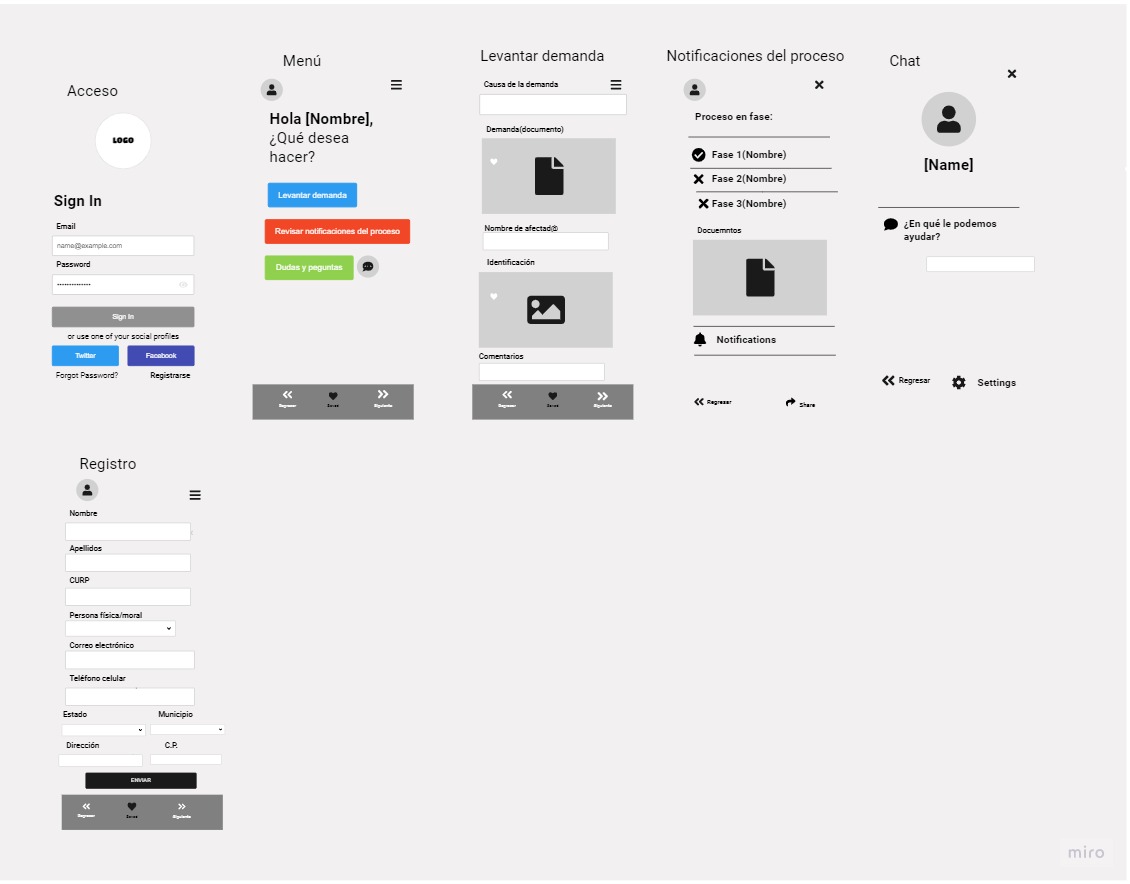 Acceso
LOGO
Sign In
Email
name@example.com
Password
Sign In
or use one of your social profiles
Twitter
Facebook
Forgot Password?
Registrarse
Menú
Hola [Nombre],
¿Qué desea
hacer?
Levantar demanda
Revisar notificaciones del proceso
Dudas y peguntas
Regresar
Saved
Siguiente
Levantar demanda
Causa de la demanda
Demanda(documento)
Nombre de afectad@
Identificación
Comentarios
Regresar
Saved
Siguiente
Notificaciones del proceso
Proceso en fase:
Fase 1(Nombre)
Fase 2(Nombre)
Fase 3(Nombre)
Docuemntos
Notifications
Regresar
Share
Chat
[Name]
¿En qué le podemos
ayudar?
Regresar
Settings
Registro
Nombre
Apellidos
CURP
Persona física/moral
Correo electrónico
Teléfono celular
Estado
Municipio
Dirección
C.P.
ENVIAR
Regresar
Saved
Siguiente
miro